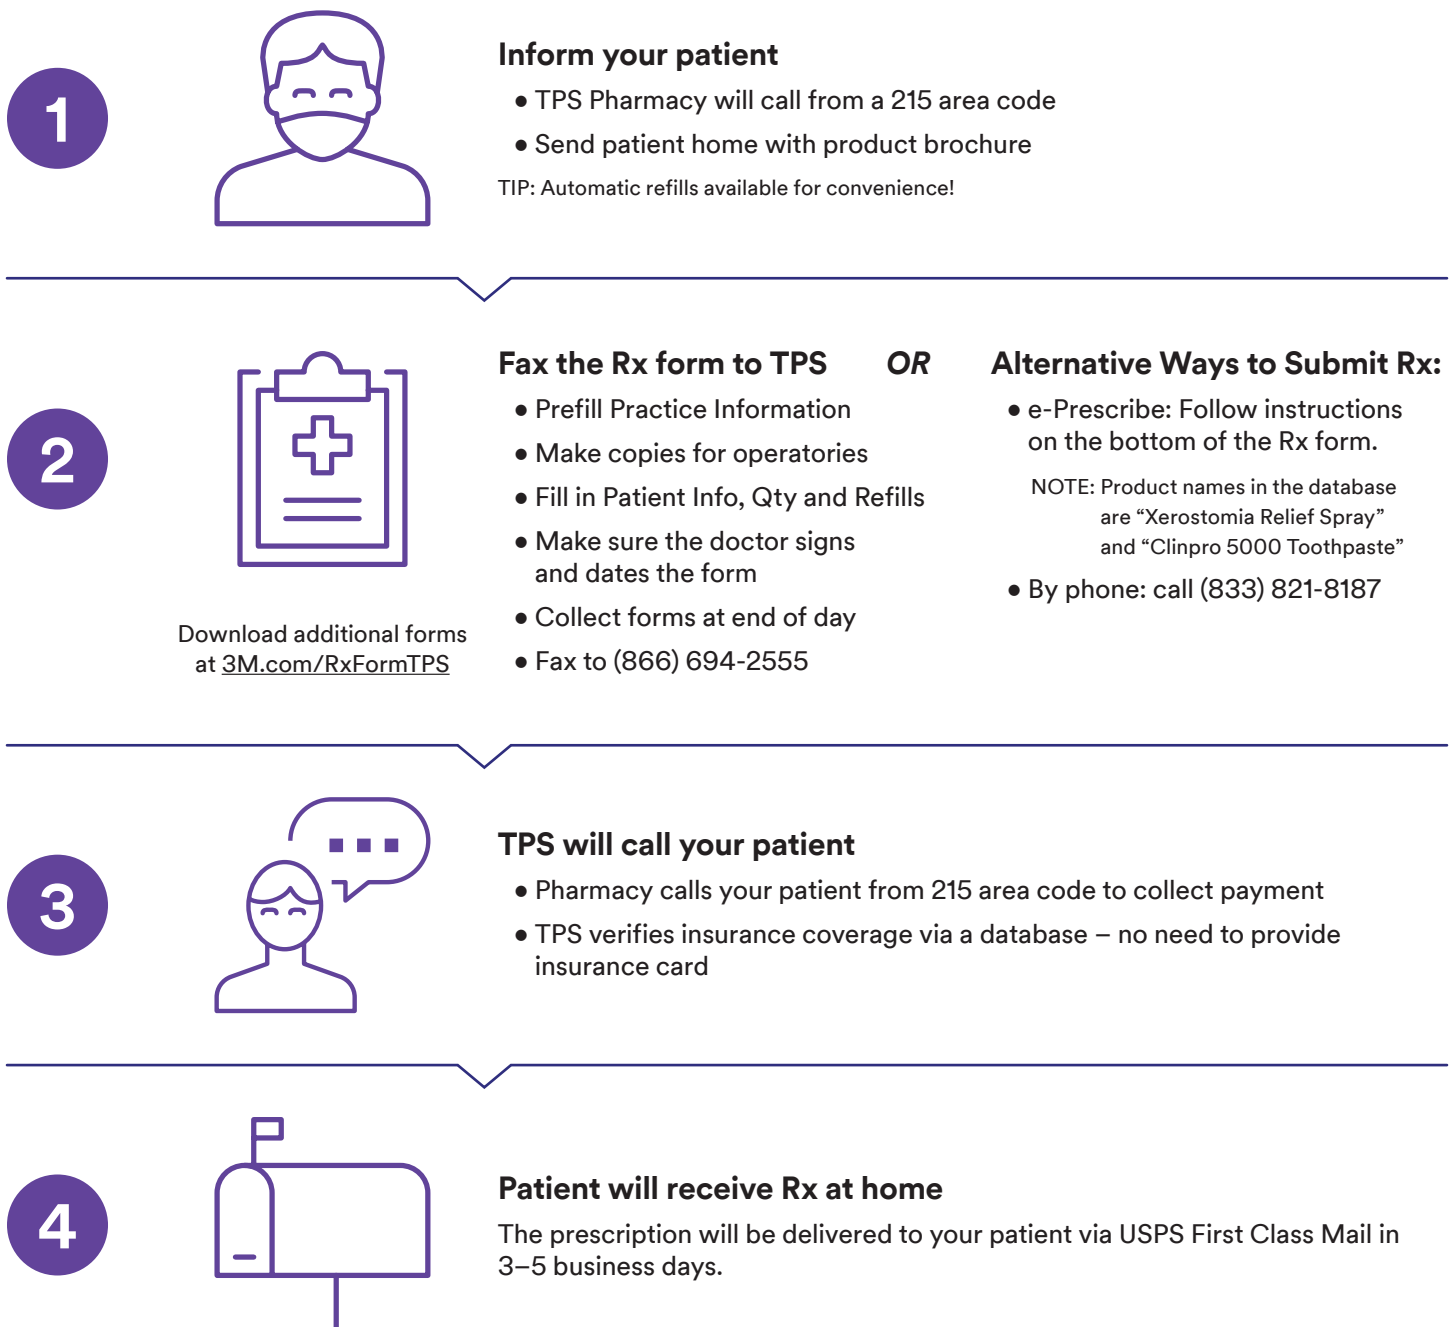 1
Inform your patient
● TPS Pharmacy will call from a 215 area code
● Send patient home with product brochure
TIP: Automatic refills available for convenience!
2
Download additional forms
at 3M.com/RxFormTPS
Fax the Rx form to TPS
● Prefill Practice Information
● Make copies for operatories
● Fill in Patient Info, Qty and Refills
● Make sure the doctor signs
and dates the form
● Collect forms at end of day
● Fax to (866) 694-2555
OR
Alternative Ways to Submit Rx:
● e-Prescribe: Follow instructions
on the bottom of the Rx form.
NOTE: Product names in the database
are “Xerostomia Relief Spray”
and “Clinpro 5000 Toothpaste”
● By phone: call (833) 821-8187
3
TPS will call your patient
● Pharmacy calls your patient from 215 area code to collect payment
● TPS verifies insurance coverage via a database – no need to provide
insurance card
4
Patient will receive Rx at home
The prescription will be delivered to your patient via USPS First Class Mail in
3–5 business days.